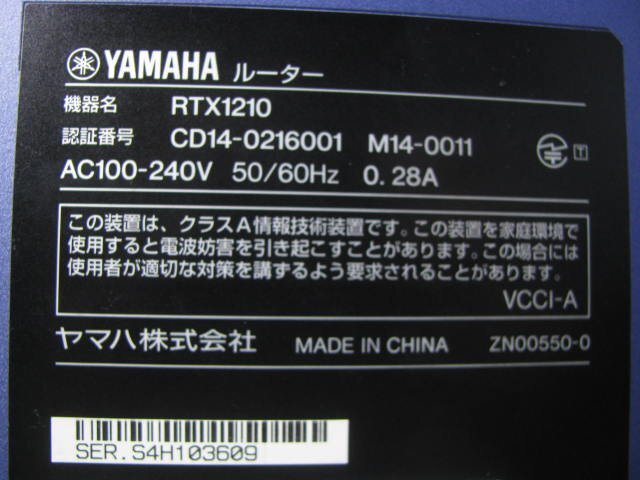 YAMAHA ルーター
機器名 RTX1210
認証番号 CD14-0216001 M14-0011 T
AC100-240V 50/60Hz 0.28A
この装置は、クラスA情報技術装置です。この装置を家庭環境で
使用すると電波妨害を引き起こすことがあります。この場合には
使用者が適切な対策を講ずるよう要求されることがあります。
VCCI-A
ヤマハ株式会社 MADE IN CHINA ZN00550-0
SER.S4H103609